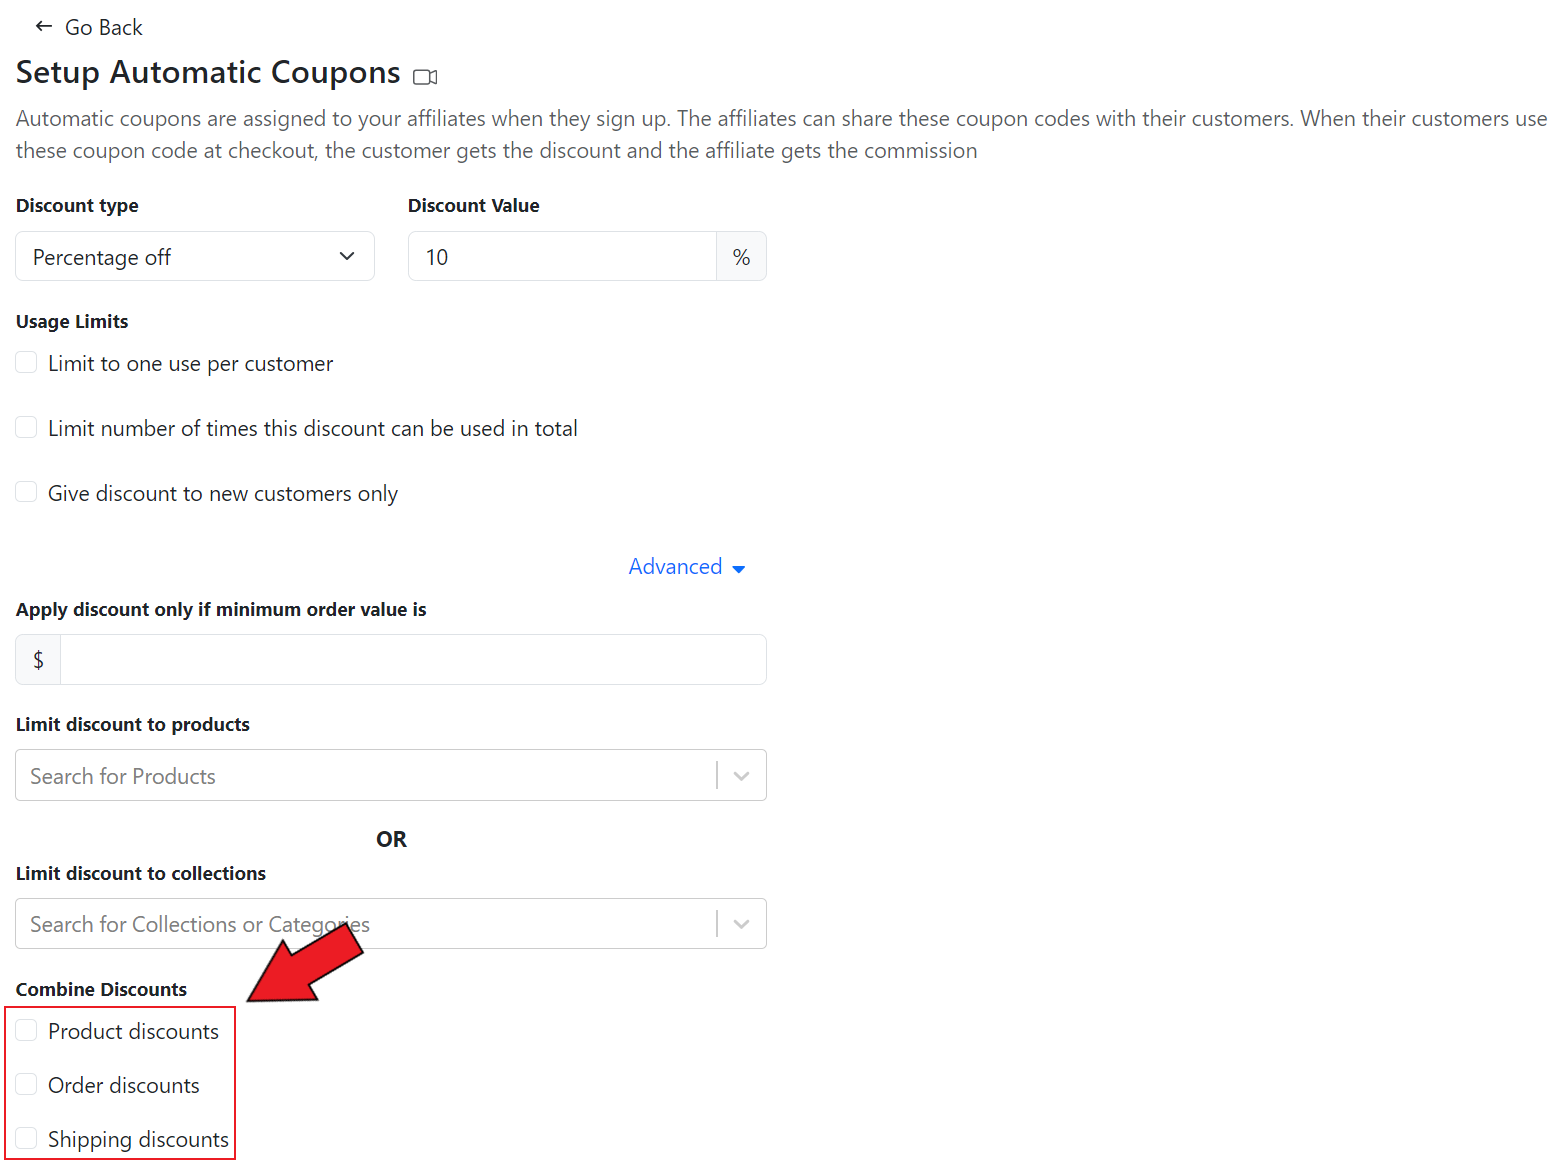 Go Back
Setup Automatic Coupons
Automatic coupons are assigned to your affiliates when they sign up. The affiliates can share these coupon codes with their customers. When their customers use
these coupon code at checkout, the customer gets the discount and the affiliate gets the commission
Discount type
Discount Value
Percentage off
10
%
Usage Limits
Limit to one use per customer
Limit number of times this discount can be used in total
Give discount to new customers only
Advanced
Apply discount only if minimum order value is
$
Limit discount to products
Search for Products
OR
Limit discount to collections
Search for Collections or Categories
Combine Discounts
Product discounts
Order discounts
Shipping discounts